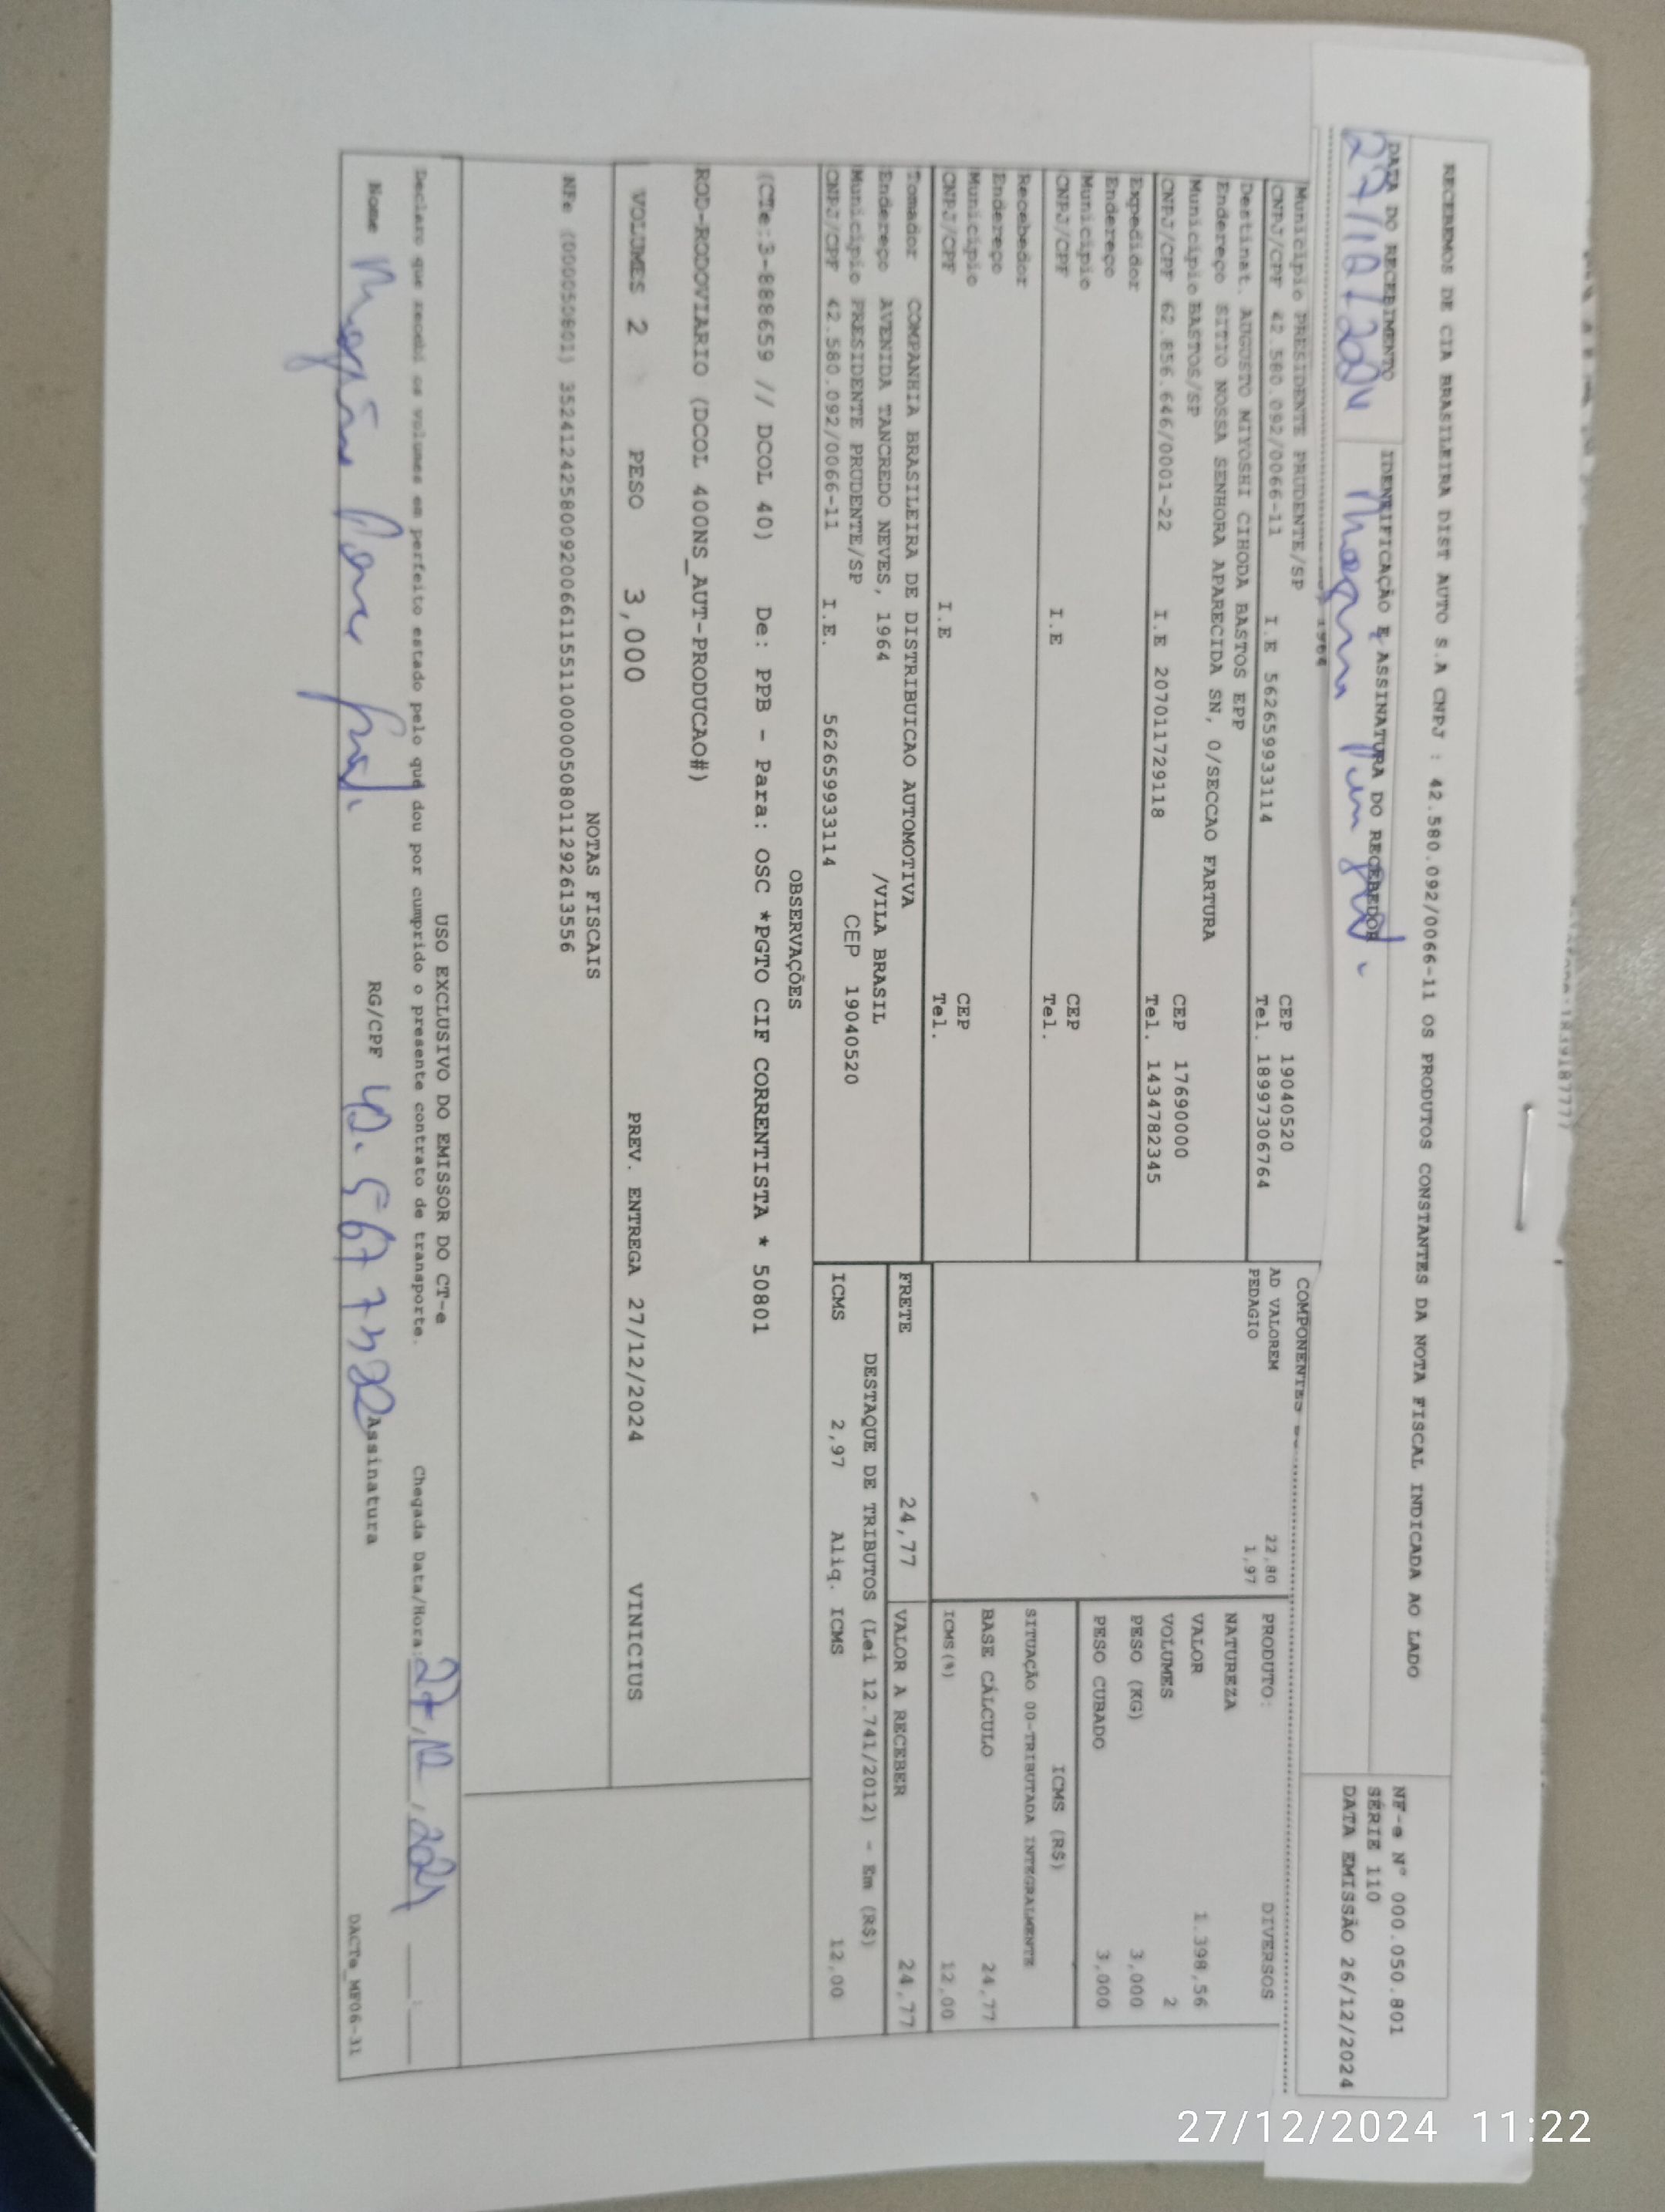 RECEBEMOS DE CIA BRASILEIRA DIST AUTO S.A CNPJ : 42.580.092/0066-11 OS PRODUTOS CONSTANTES DA NOTA FISCAL INDICADA AO LADO
NF-e N° 000.050.801
SÉRIE 110
DATA EMISSÃO 26/12/2024
DATA DO RECEBIMENTO
27/12/2024
IDENTIFICAÇÃO E ASSINATURA DO RECEBEDOR
1964
Município PRESIDENTE PRUDENTE/SP CEP 19040520
CNPJ/CPF 42.580.092/0066-11 I.E 562659933114 Tel. 18997306764
Destinat. AUGUSTO MIYOSHI CIHODA BASTOS EPP
Endereço SITIO NOSSA SENHORA APARECIDA SN, 0/SECCAO FARTURA
Município BASTOS/SP CEP 17690000
CNPJ/CPF 62.856.646/0001-22 I.E 207011729118 Tel. 1434782345
Expedidor
Endereço
Município CEP
CNPJ/CPF I.E Tel.
Recebedor
Endereço
Município CEP
CNPJ/CPF I.E Tel.
Tomador COMPANHIA BRASILEIRA DE DISTRIBUICAO AUTOMOTIVA
Endereço AVENIDA TANCREDO NEVES, 1964 /VILA BRASIL
Município PRESIDENTE PRUDENTE/SP CEP 19040520
CNPJ/CPF 42.580.092/0066-11 I.E. 562659933114
COMPONENTES
AD VALOREM 22,80
PEDAGIO 1,97
PRODUTO: DIVERSOS
NATUREZA
VALOR 1.398,56
VOLUMES 2
PESO (KG) 3,000
PESO CUBADO 3,000
ICMS (R$)
SITUAÇÃO 00-TRIBUTADA INTEGRALMENTE
BASE CÁLCULO 24,77
ICMS(%) 12,00
FRETE 24,77
VALOR A RECEBER 24,77
DESTAQUE DE TRIBUTOS (Lei 12.741/2012) - Em (R$)
ICMS 2,97 Aliq. ICMS 12,00
OBSERVAÇÕES
(CTe:3-888659 // DCOL 40) De: PPB - Para: OSC *PGTO CIF CORRENTISTA * 50801
ROD-RODOVIARIO (DCOL 400NS_AUT-PRODUCAO#)
VOLUMES 2 PESO 3,000 PREV. ENTREGA 27/12/2024 VINICIUS
NOTAS FISCAIS
NFe (000050801) 35241242580092006611551100000508011292613556
USO EXCLUSIVO DO EMISSOR DO CT-e
Declaro que recebi os volumes em perfeito estado pelo que dou por cumprido o presente contrato de transporte. Chegada Data/Hora: 27/12/2024 :
Nome RG/CPF Assinatura
DACTe_MF06-31
27/12/2024 11:22